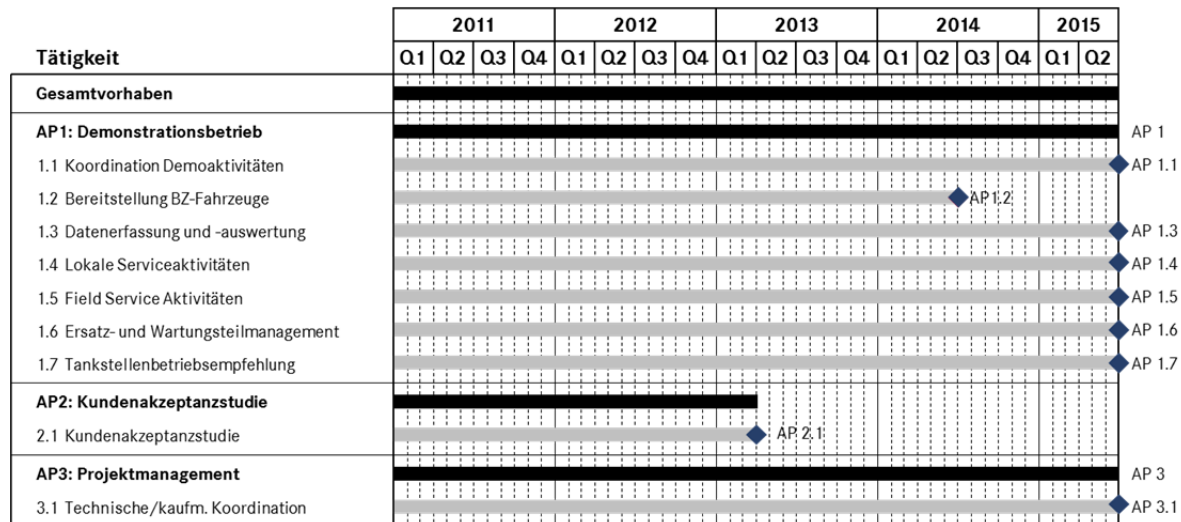 2011 2012 2013 2014 2015
Tätigkeit Q1 Q2 Q3 Q4 Q1 Q2 Q3 Q4 Q1 Q2 Q3 Q4 Q1 Q2 Q3 Q4 Q1 Q2
Gesamtvorhaben
AP1: Demonstrationsbetrieb AP 1
1.1 Koordination Demoaktivitäten AP 1.1
1.2 Bereitstellung BZ-Fahrzeuge AP1.2
1.3 Datenerfassung und -auswertung AP 1.3
1.4 Lokale Serviceaktivitäten AP 1.4
1.5 Field Service Aktivitäten AP 1.5
1.6 Ersatz- und Wartungsteilmanagement AP 1.6
1.7 Tankstellenbetriebsempfehlung AP 1.7
AP2: Kundenakzeptanzstudie
2.1 Kundenakzeptanzstudie AP 2.1
AP3: Projektmanagement AP 3
3.1 Technische/kaufm. Koordination AP 3.1